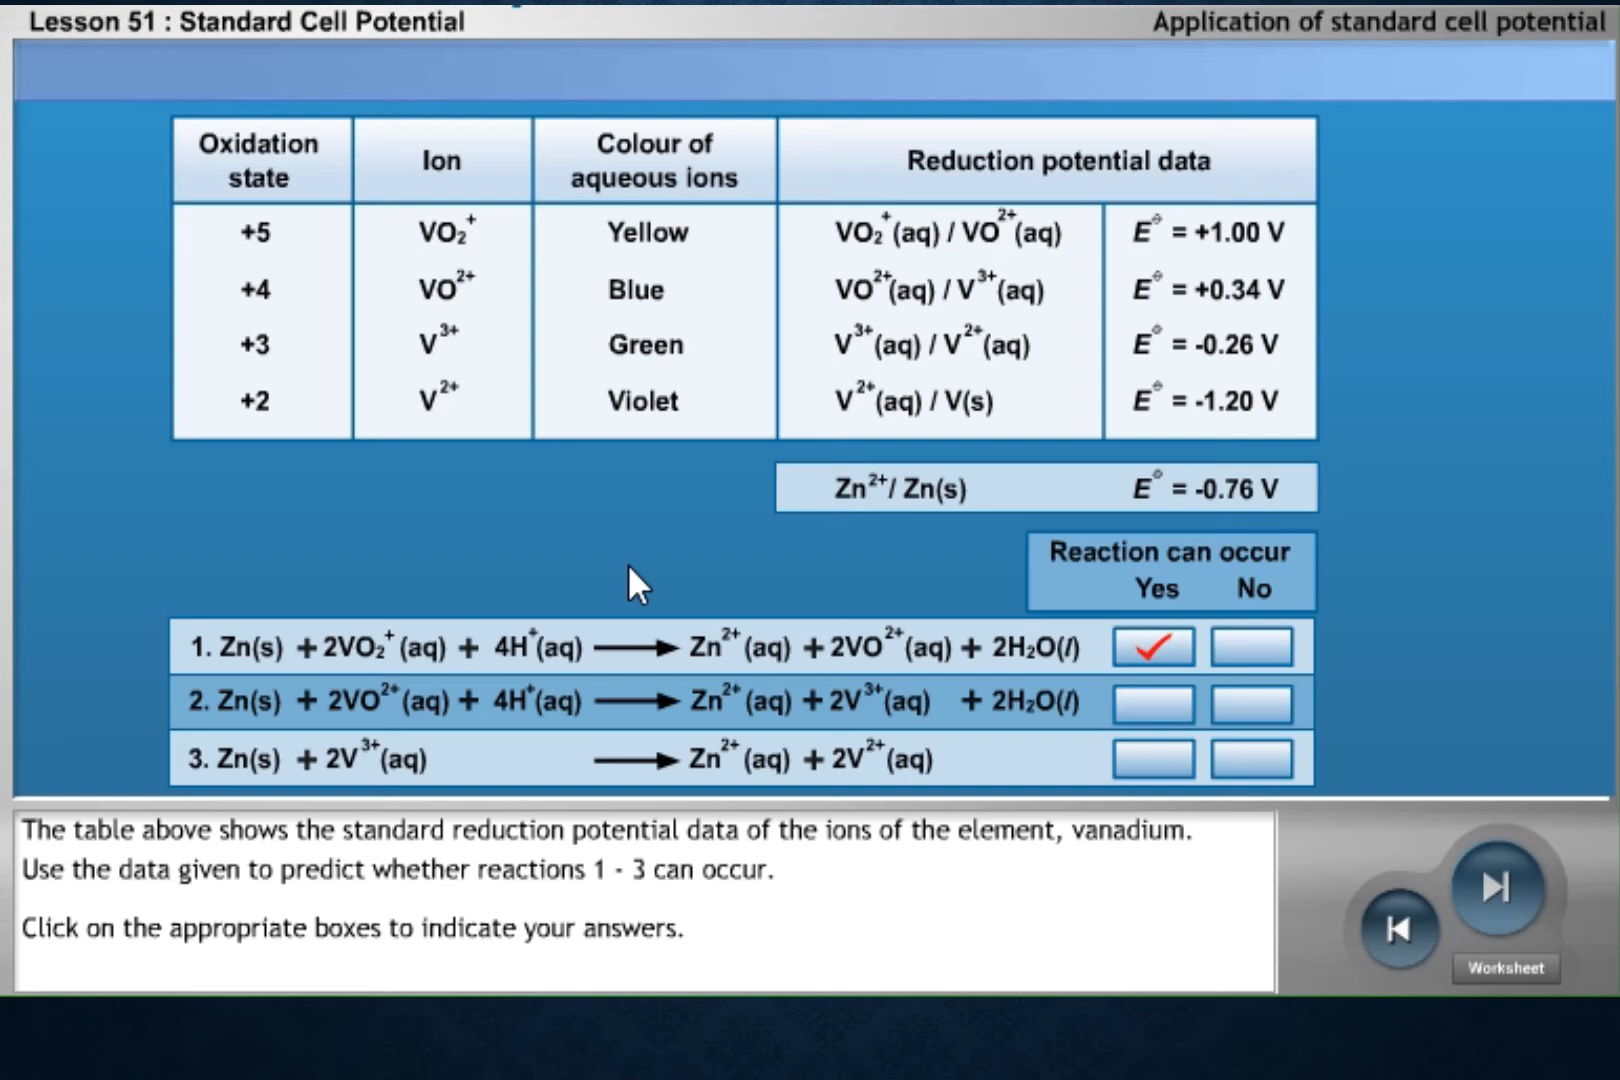 Lesson 51 : Standard Cell Potential
Application of standard cell potential
Oxidation state
Ion
Colour of aqueous ions
Reduction potential data
+5 VO₂⁺ Yellow VO₂⁺(aq) / VO²⁺(aq) E⦵ = +1.00 V
+4 VO²⁺ Blue VO²⁺(aq) / V³⁺(aq) E⦵ = +0.34 V
+3 V³⁺ Green V³⁺(aq) / V²⁺(aq) E⦵ = -0.26 V
+2 V²⁺ Violet V²⁺(aq) / V(s) E⦵ = -1.20 V
Zn²⁺/ Zn(s) E⦵ = -0.76 V
Reaction can occur
Yes No
1. Zn(s) + 2VO₂⁺(aq) + 4H⁺(aq) ⟶ Zn²⁺(aq) + 2VO²⁺(aq) + 2H₂O(l) ✓
2. Zn(s) + 2VO²⁺(aq) + 4H⁺(aq) ⟶ Zn²⁺(aq) + 2V³⁺(aq) + 2H₂O(l)
3. Zn(s) + 2V³⁺(aq) ⟶ Zn²⁺(aq) + 2V²⁺(aq)
The table above shows the standard reduction potential data of the ions of the element, vanadium.
Use the data given to predict whether reactions 1 - 3 can occur.
Click on the appropriate boxes to indicate your answers.
Worksheet